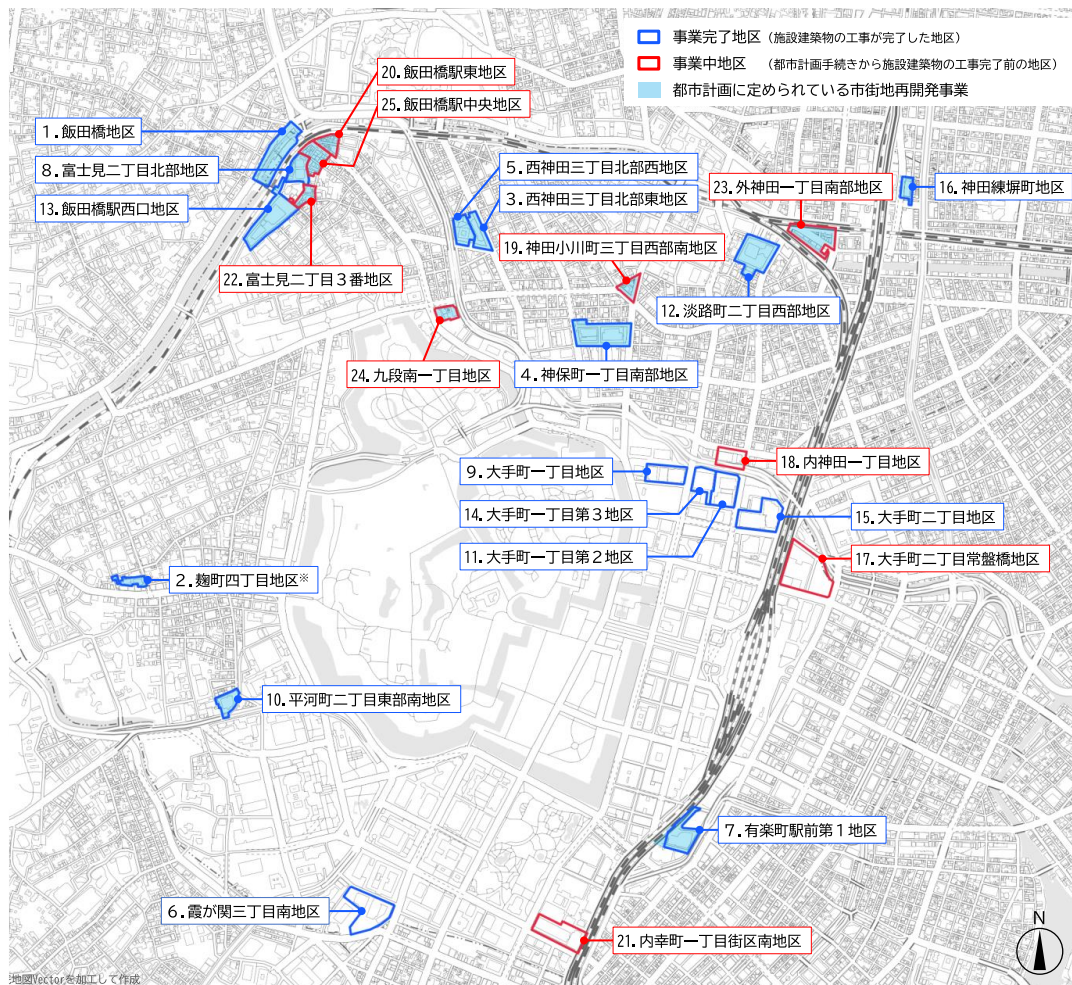 事業完了地区 (施設建築物の工事が完了した地区)
事業中地区 (都市計画手続きから施設建築物の工事完了前の地区)
都市計画に定められている市街地再開発事業
20.飯田橋駅東地区
25.飯田橋駅中央地区
1.飯田橋地区
8.富士見二丁目北部地区
13.飯田橋駅西口地区
5.西神田三丁目北部西地区
3.西神田三丁目北部東地区
23.外神田一丁目南部地区
16.神田練塀町地区
19.神田小川町三丁目西部南地区
22.富士見二丁目3番地区
12.淡路町二丁目西部地区
24.九段南一丁目地区
4.神保町一丁目南部地区
18.内神田一丁目地区
9.大手町一丁目地区
14.大手町一丁目第3地区
15.大手町二丁目地区
11.大手町一丁目第2地区
17.大手町二丁目常盤橋地区
2.麹町四丁目地区※
10.平河町二丁目東部南地区
7.有楽町駅前第1地区
6.霞が関三丁目南地区
21.内幸町一丁目街区南地区
N
地図Vectorを加工して作成